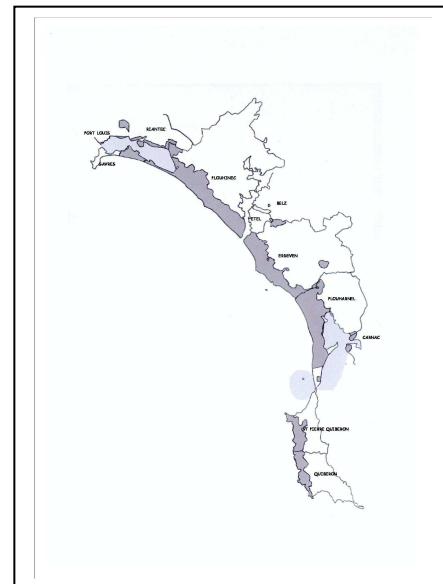 PORT LOUIS
RIANTEC
GAVRES
PLOUHINEC
BELZ
ETEL
ERDEVEN
PLOUHARNEL
CARNAC
ST PIERRE QUIBERON
QUIBERON